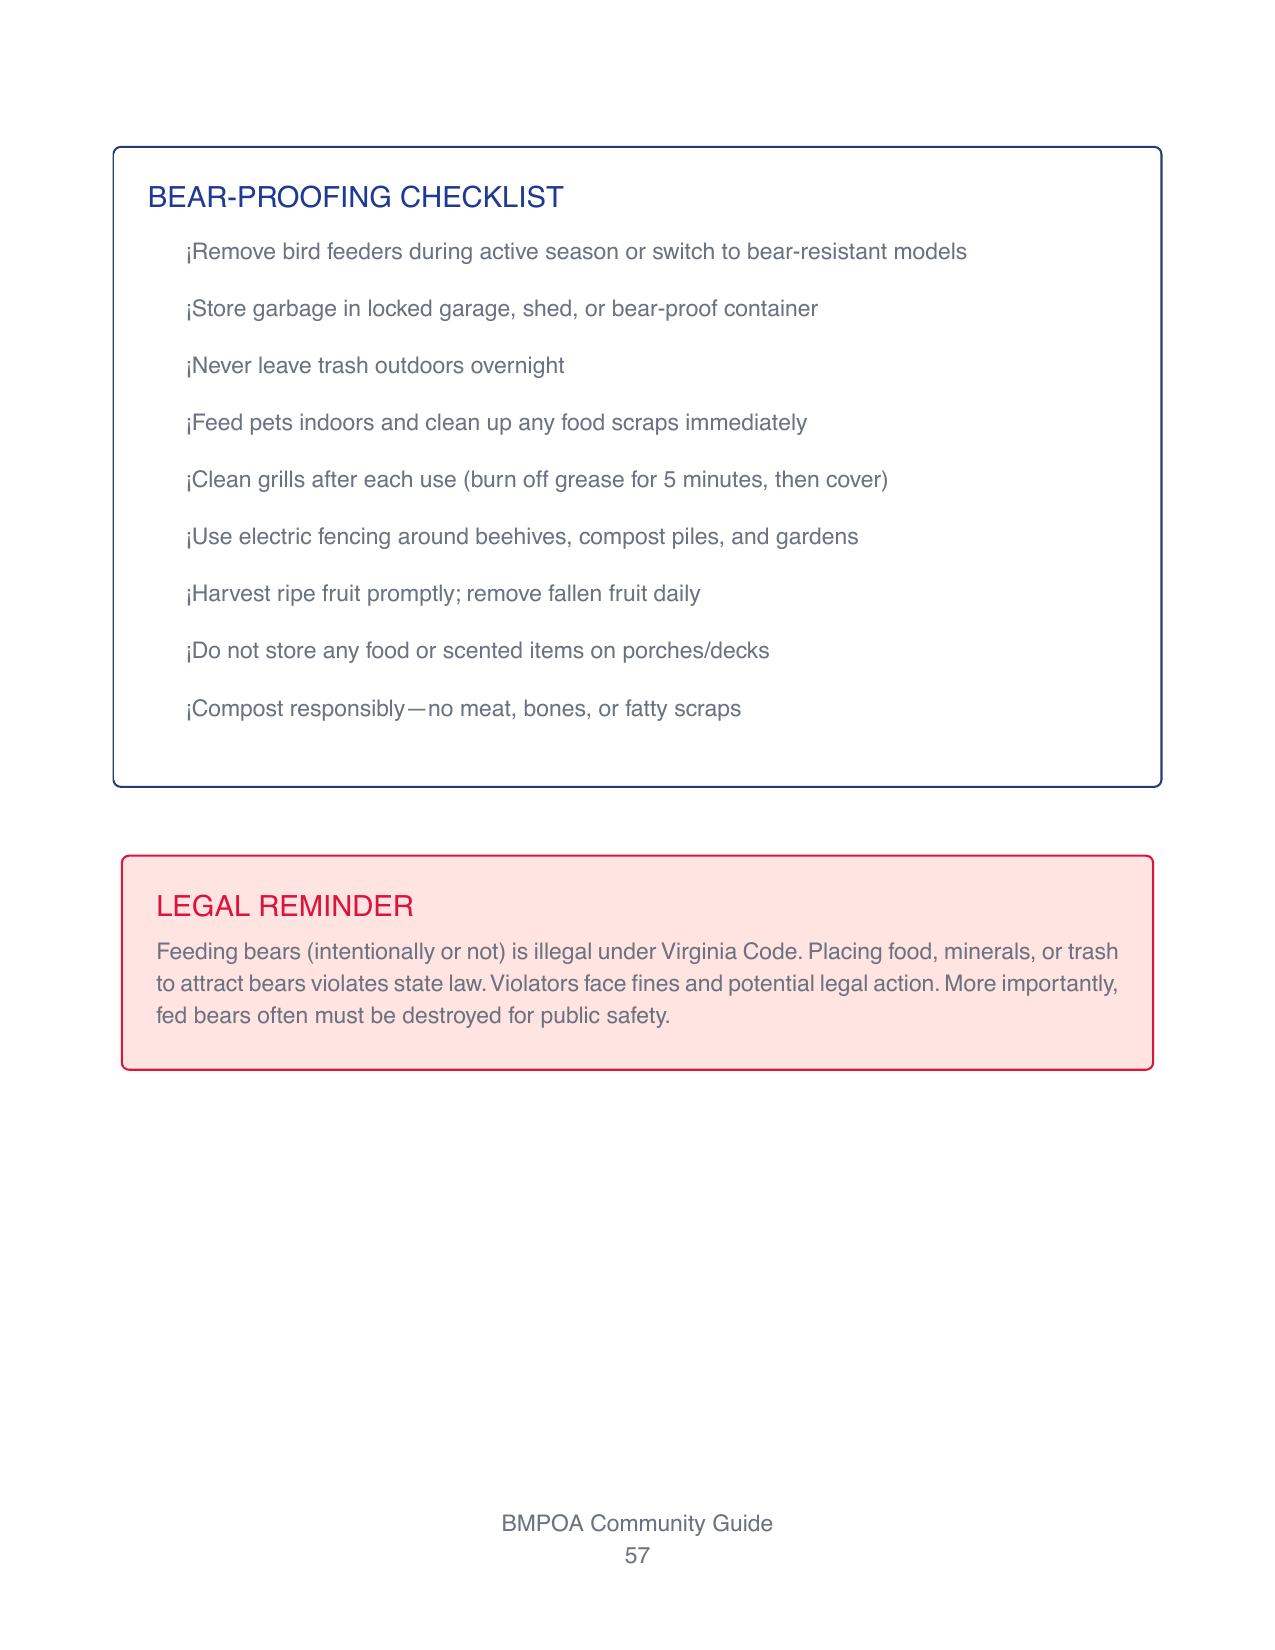 BEAR-PROOFING CHECKLIST
¡Remove bird feeders during active season or switch to bear-resistant models
¡Store garbage in locked garage, shed, or bear-proof container
¡Never leave trash outdoors overnight
¡Feed pets indoors and clean up any food scraps immediately
¡Clean grills after each use (burn off grease for 5 minutes, then cover)
¡Use electric fencing around beehives, compost piles, and gardens
¡Harvest ripe fruit promptly; remove fallen fruit daily
¡Do not store any food or scented items on porches/decks
¡Compost responsibly—no meat, bones, or fatty scraps
LEGAL REMINDER
Feeding bears (intentionally or not) is illegal under Virginia Code. Placing food, minerals, or trash
to attract bears violates state law. Violators face fines and potential legal action. More importantly,
fed bears often must be destroyed for public safety.
BMPOA Community Guide
57